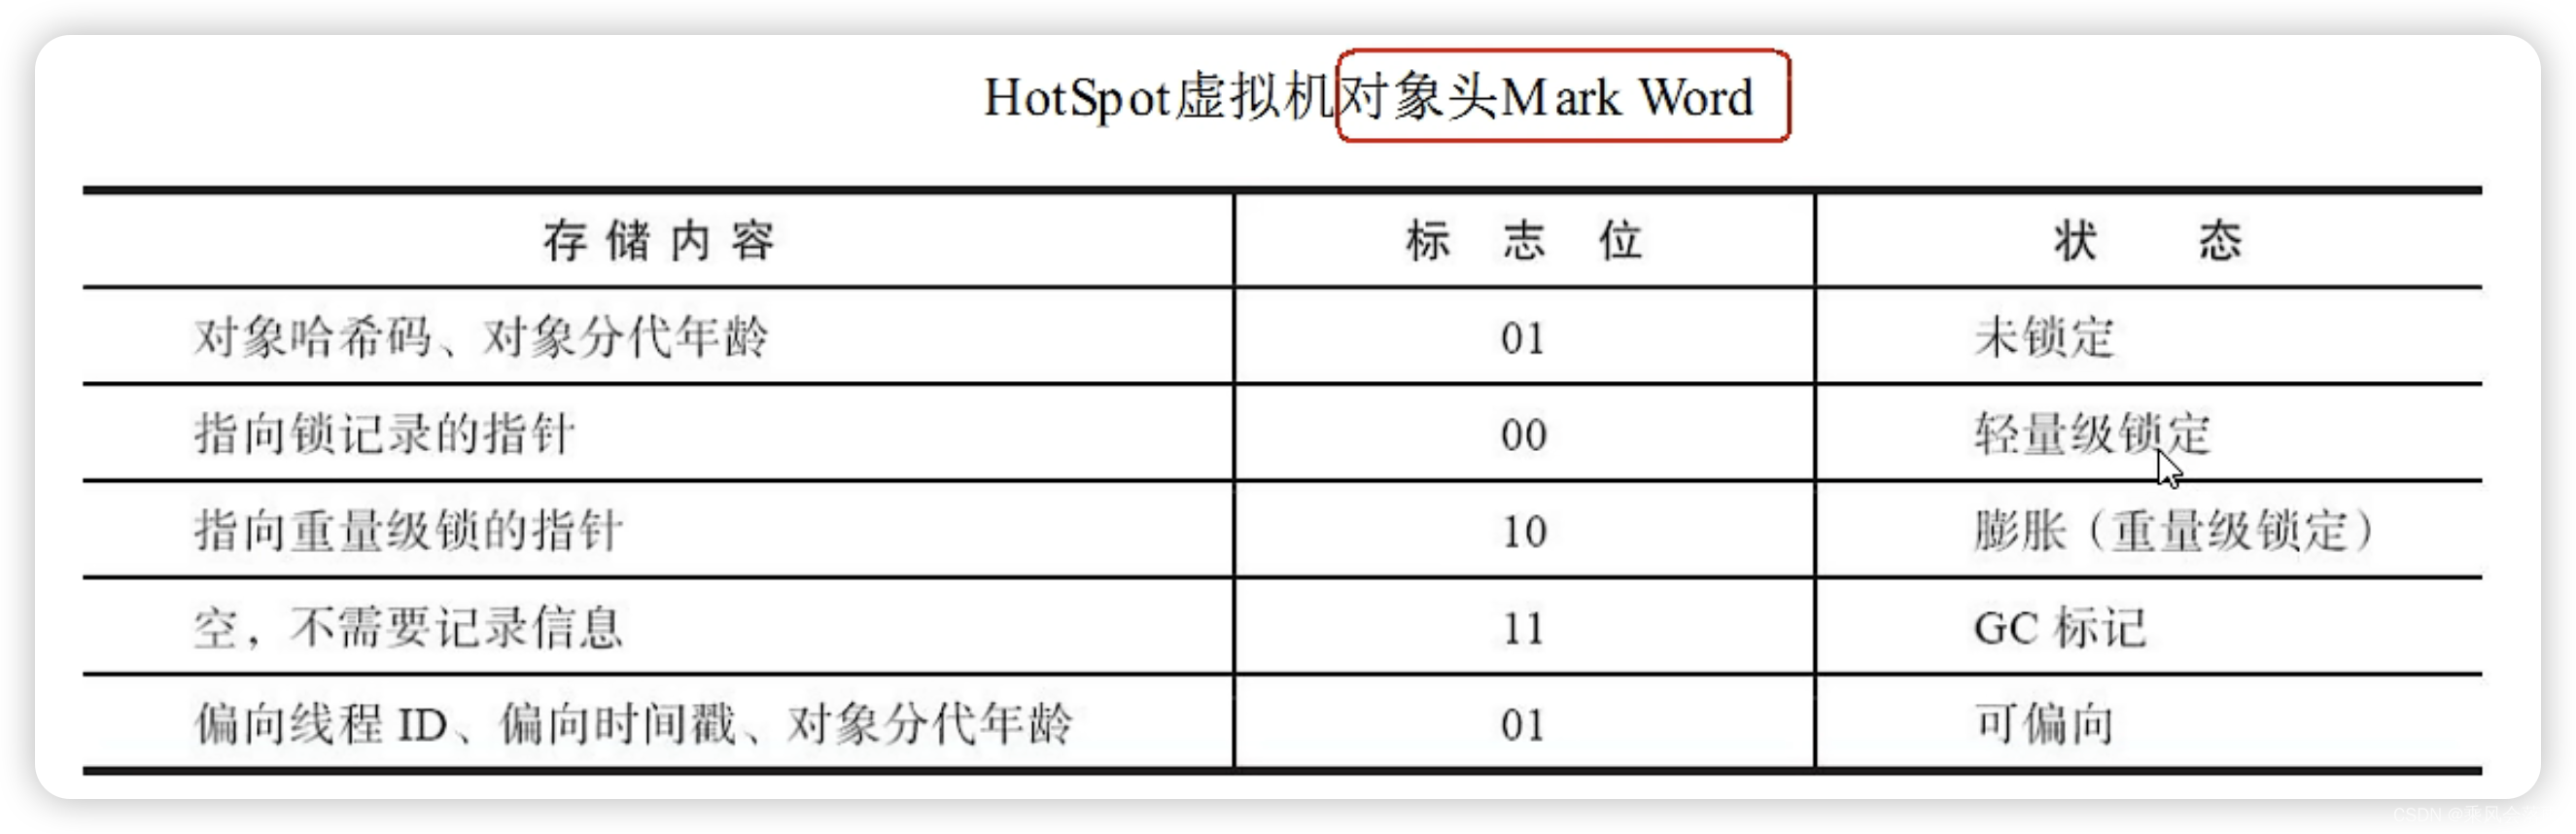 HotSpot虚拟机对象头Mark Word
存储内容 标志位 状态
对象哈希码、对象分代年龄 01 未锁定
指向锁记录的指针 00 轻量级锁定
指向重量级锁的指针 10 膨胀（重量级锁定）
空，不需要记录信息 11 GC 标记
偏向线程 ID、偏向时间戳、对象分代年龄 01 可偏向